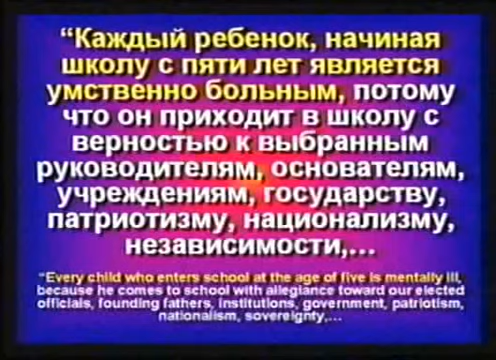 “Каждый ребенок, начиная
школу с пяти лет является
умственно больным, потому
что он приходит в школу с
верностью к выбранным
руководителям, основателям,
учреждениям, государству,
патриотизму, национализму,
независимости,...
“Every child who enters school at the age of five is mentally ill,
because he comes to school with allegiance toward our elected
officials, founding fathers, institutions, government, patriotism,
nationalism, sovereignty,...